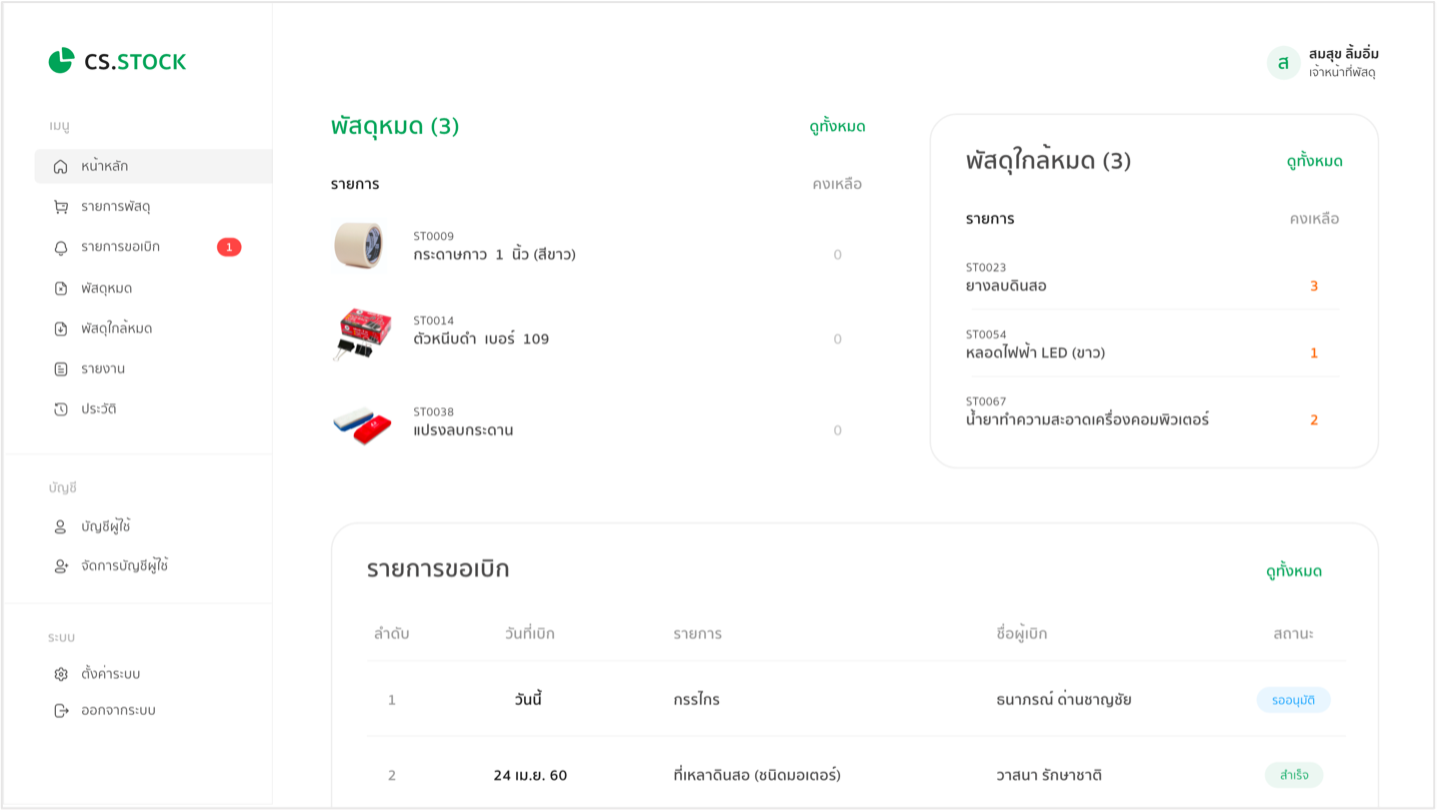 CS.STOCK
เมนู
หน้าหลัก
รายการพัสดุ
รายการขอเบิก 1
พัสดุหมด
พัสดุใกล้หมด
รายงาน
ประวัติ
บัญชี
บัญชีผู้ใช้
จัดการบัญชีผู้ใช้
ระบบ
ตั้งค่าระบบ
ออกจากระบบ
ส
สมสุข ลิ้มอิ่ม
เจ้าหน้าที่พัสดุ
พัสดุหมด (3) ดูทั้งหมด
รายการ คงเหลือ
ST0009
กระดาษกาว 1 นิ้ว (สีขาว) 0
ST0014
ตัวหนีบดำ เบอร์ 109 0
ST0038
แปรงลบกระดาน 0
พัสดุใกล้หมด (3) ดูทั้งหมด
รายการ คงเหลือ
ST0023
ยางลบดินสอ 3
ST0054
หลอดไฟฟ้า LED (ขาว) 1
ST0067
น้ำยาทำความสะอาดเครื่องคอมพิวเตอร์ 2
รายการขอเบิก ดูทั้งหมด
ลำดับ วันที่เบิก รายการ ชื่อผู้เบิก สถานะ
1 วันนี้ กรรไกร ธนาภรณ์ ด่านชาญชัย รออนุมัติ
2 24 เม.ย. 60 ที่เหลาดินสอ (ชนิดมอเตอร์) วาสนา รักษาชาติ สำเร็จ